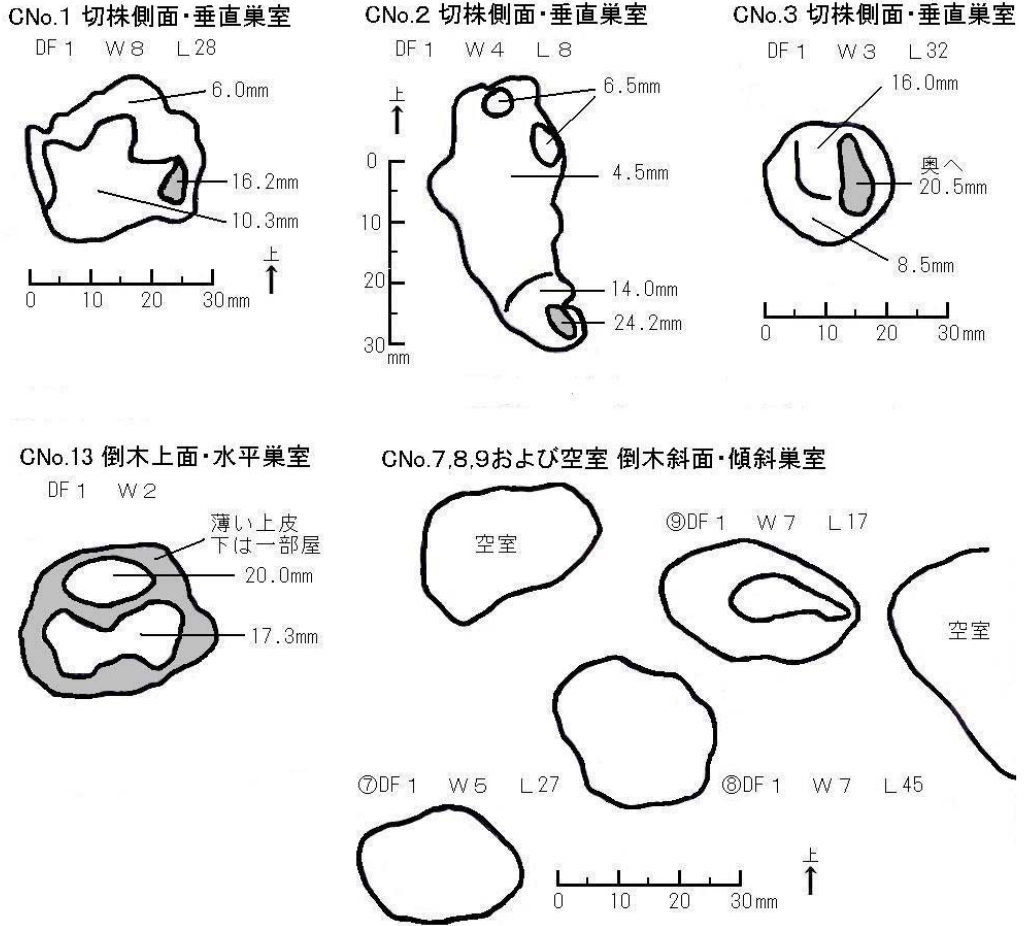 CNo.1 切株側面・垂直巣室
DF 1 W 8 L 28
6.0mm
16.2mm
10.3mm
上
0 10 20 30 mm
CNo.2 切株側面・垂直巣室
DF 1 W 4 L 8
上
6.5mm
0
4.5mm
10
20
14.0mm
24.2mm
30
mm
CNo.3 切株側面・垂直巣室
DF 1 W 3 L 32
16.0mm
奥へ
20.5mm
8.5mm
0 10 20 30 mm
CNo.13 倒木上面・水平巣室
DF 1 W 2
薄い上皮
下は一部屋
20.0mm
17.3mm
CNo.7,8,9および空室 倒木斜面・傾斜巣室
空室
⑨DF 1 W 7 L 17
空室
⑦DF 1 W 5 L 27
⑧DF 1 W 7 L 45
上
0 10 20 30 mm